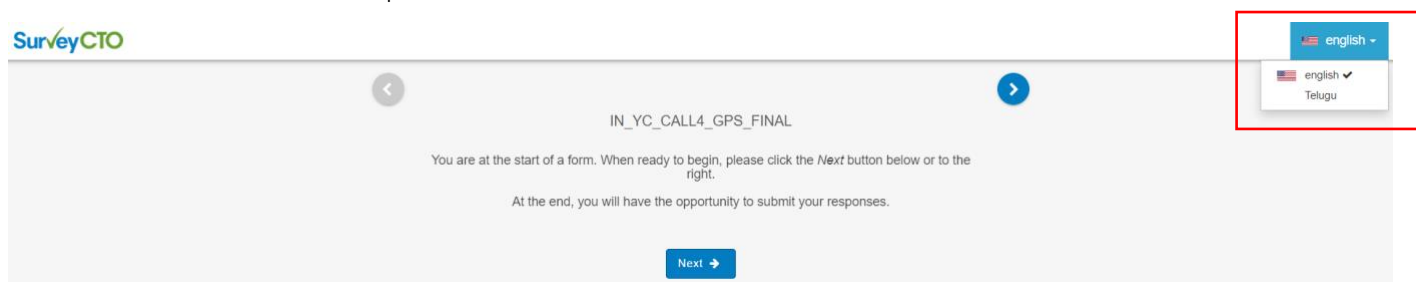 SurveyCTO
english
english
Telugu
IN_YC_CALL4_GPS_FINAL
You are at the start of a form. When ready to begin, please click the Next button below or to the
right.
At the end, you will have the opportunity to submit your responses.
Next